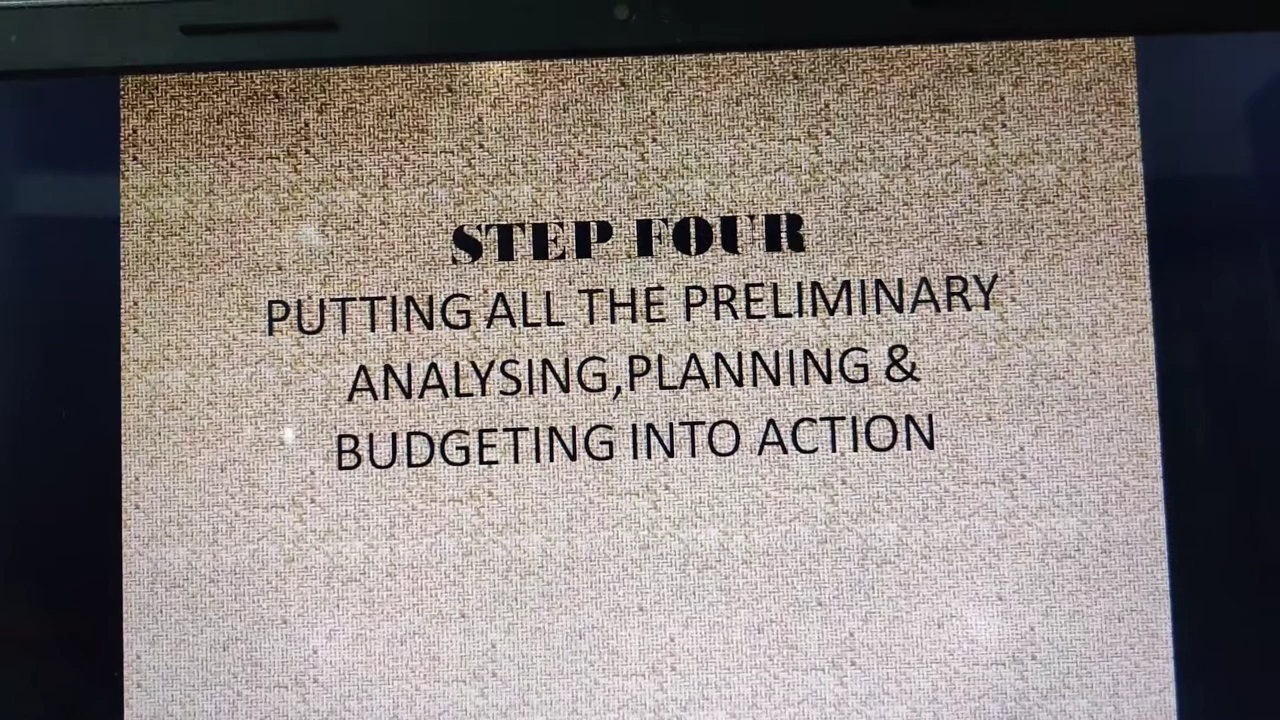 STEP FOUR
PUTTING ALL THE PRELIMINARY
ANALYSING,PLANNING &
BUDGETING INTO ACTION